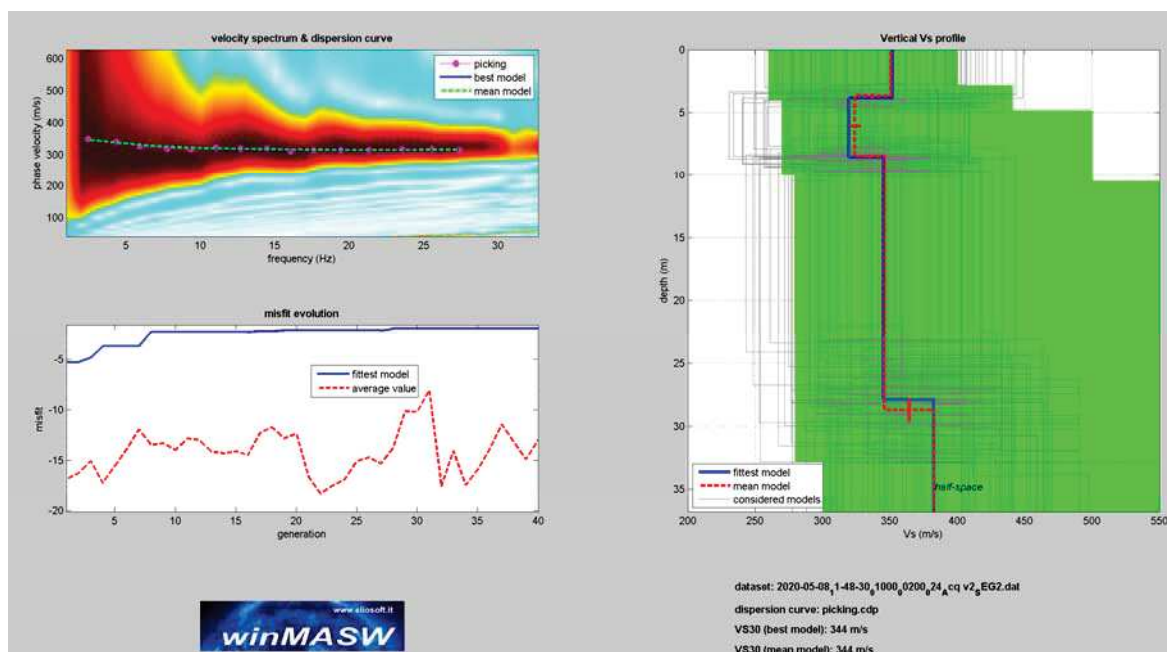 velocity spectrum & dispersion curve
600
500
400
300
200
100
phase velocity (m/s)
picking
best model
mean model
5
10
15
20
25
30
frequency (Hz)
misfit evolution
-5
-10
-15
-20
misfit
fittest model
average value
5
10
15
20
25
30
35
40
generation
www.eliosoft.it
winMASW
Vertical Vs profile
0
5
10
15
20
25
30
35
depth (m)
fittest model
mean model
considered models
half-space
200
250
300
350
400
450
500
550
Vs (m/s)
dataset: 2020-05-08_11-48-30_01000_00200_024_Acq v2_SEG2.dat
dispersion curve: picking.cdp
VS30 (best model): 344 m/s
VS30 (mean model): 344 m/s